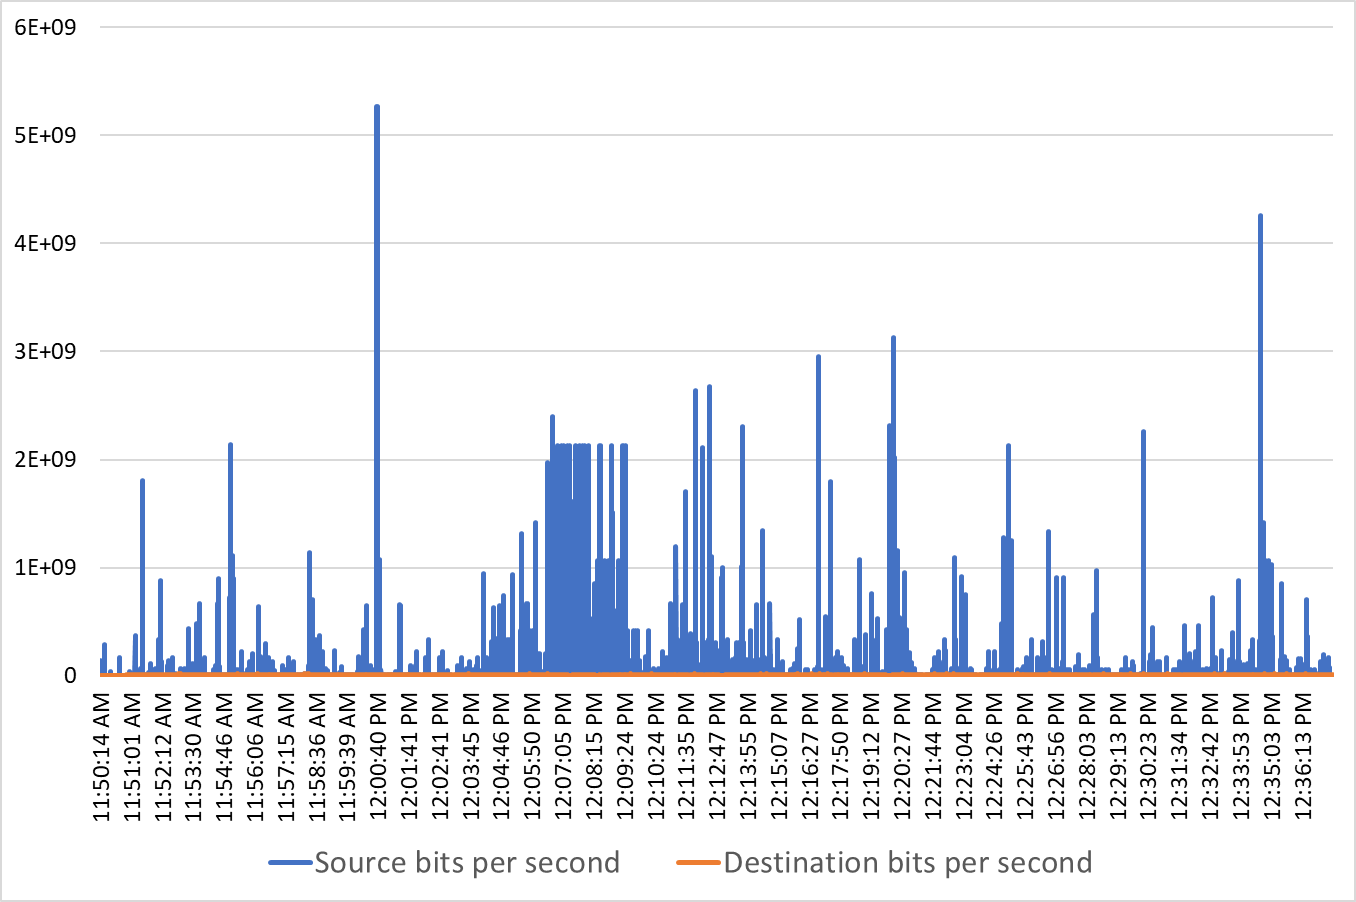 6E+09
5E+09
4E+09
3E+09
2E+09
1E+09
0
11:50:14 AM
11:51:01 AM
11:52:12 AM
11:53:30 AM
11:54:46 AM
11:56:06 AM
11:57:15 AM
11:58:36 AM
11:59:39 AM
12:00:40 PM
12:01:41 PM
12:02:41 PM
12:03:45 PM
12:04:46 PM
12:05:50 PM
12:07:05 PM
12:08:15 PM
12:09:24 PM
12:10:24 PM
12:11:35 PM
12:12:47 PM
12:13:55 PM
12:15:07 PM
12:16:27 PM
12:17:50 PM
12:19:12 PM
12:20:27 PM
12:21:44 PM
12:23:04 PM
12:24:26 PM
12:25:43 PM
12:26:56 PM
12:28:03 PM
12:29:13 PM
12:30:23 PM
12:31:34 PM
12:32:42 PM
12:33:53 PM
12:35:03 PM
12:36:13 PM
Source bits per second
Destination bits per second